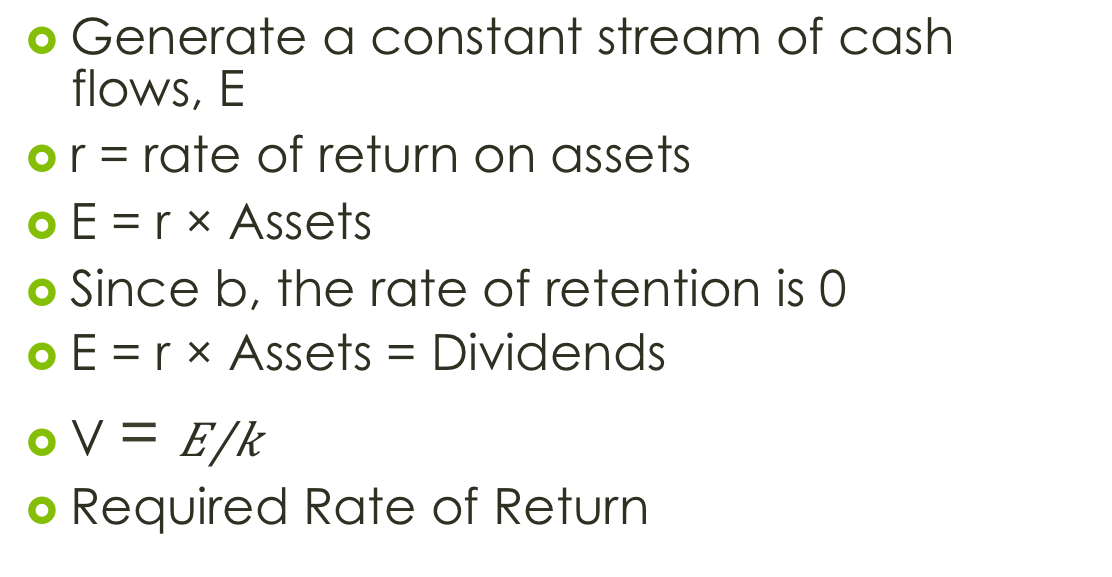 Generate a constant stream of cash
flows, E
r = rate of return on assets
E = r × Assets
Since b, the rate of retention is 0
E = r × Assets = Dividends
V = E/k
Required Rate of Return